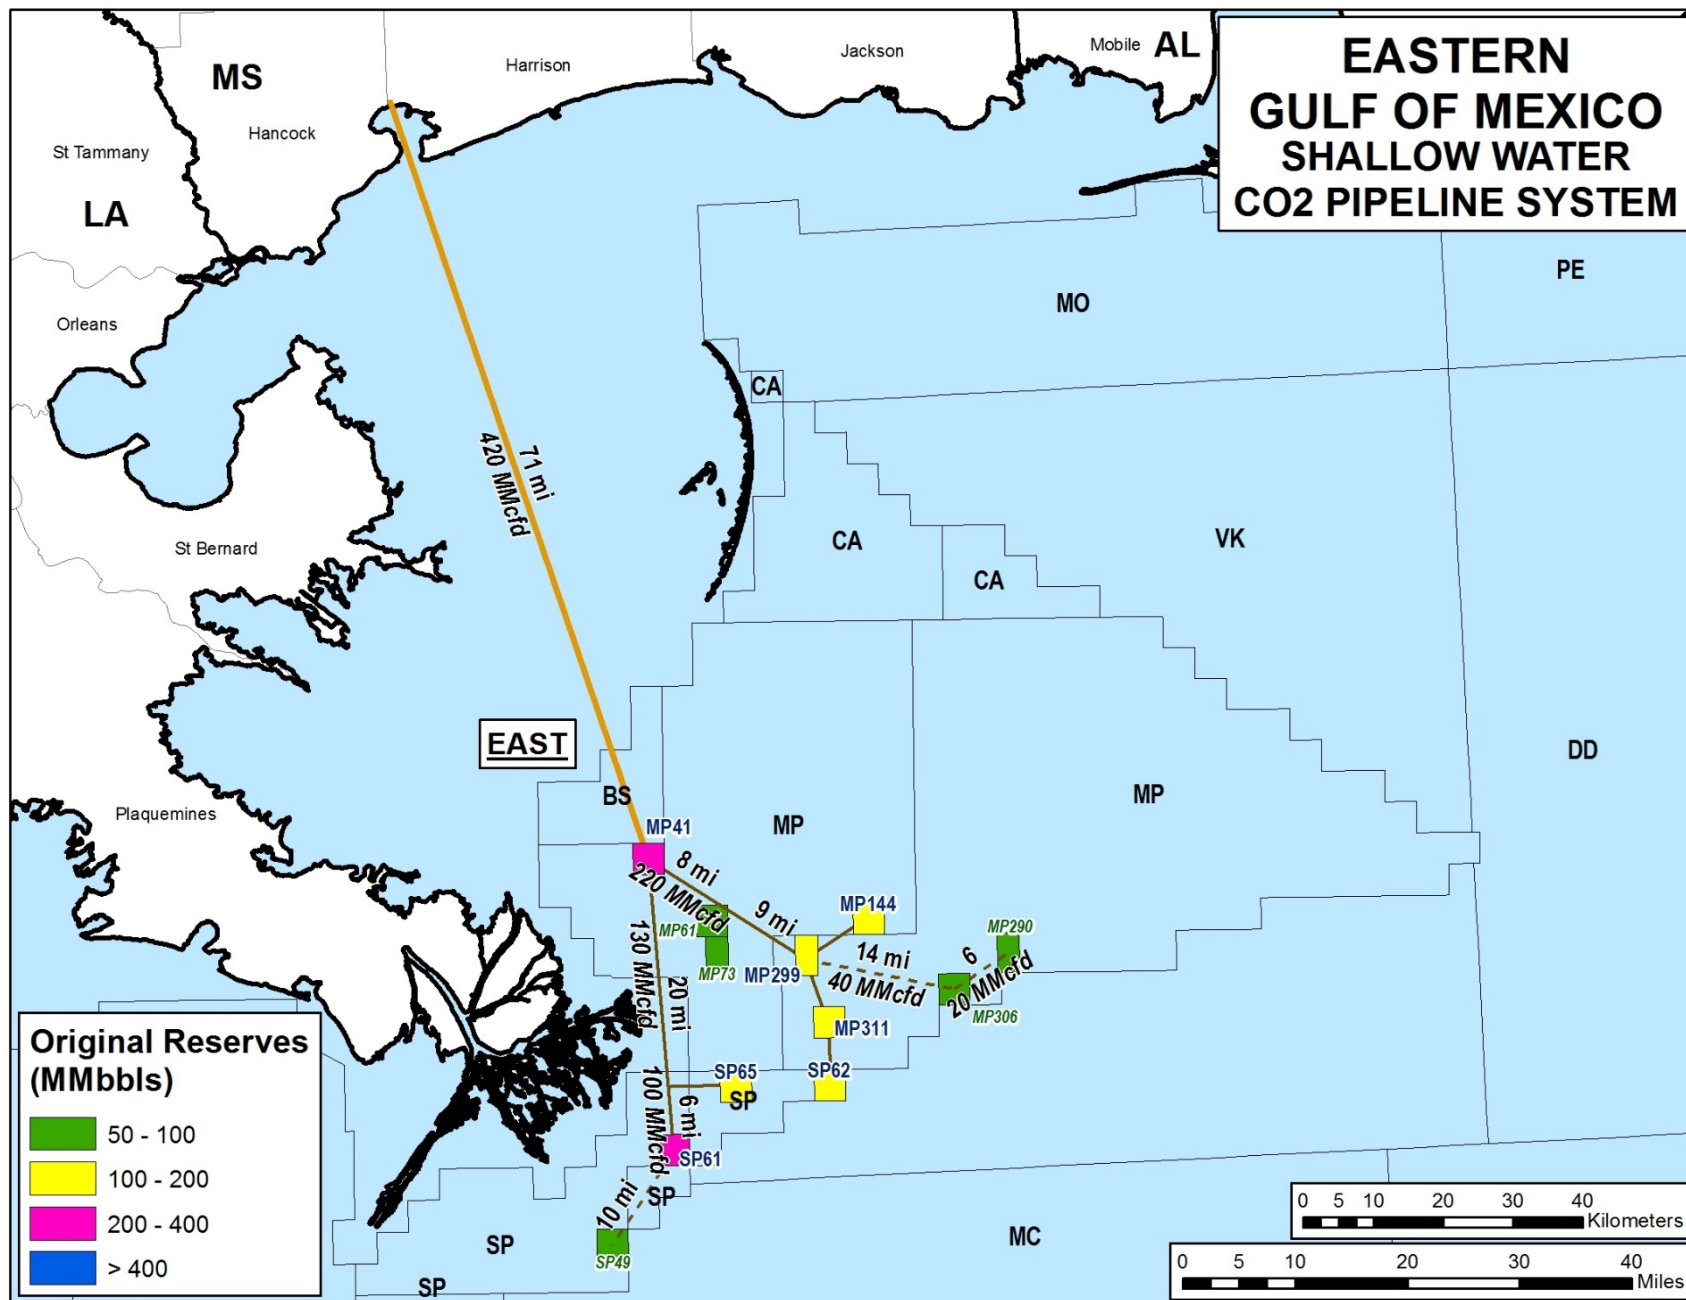 EASTERN
GULF OF MEXICO
SHALLOW WATER
CO2 PIPELINE SYSTEM
MS
Harrison
Jackson
Mobile
AL
Hancock
St Tammany
LA
PE
MO
Orleans
CA
71 mi
420 MMcfd
St Bernard
CA
VK
CA
EAST
DD
BS
MP
MP
Plaquemines
MP41
8 mi
220 MMcfd
9 mi
MP144
MP61
MP290
130 MMcfd
MP73
MP299
14 mi
6
40 MMcfd
20 MMcfd
20 mi
MP306
MP311
SP65
SP62
100 MMcfd
SP
6 mi
SP61
SP
10 mi
MC
SP
SP49
SP
Original Reserves
(MMbbls)
50 - 100
100 - 200
200 - 400
> 400
0 5 10 20 30 40
Kilometers
0 5 10 20 30 40
Miles